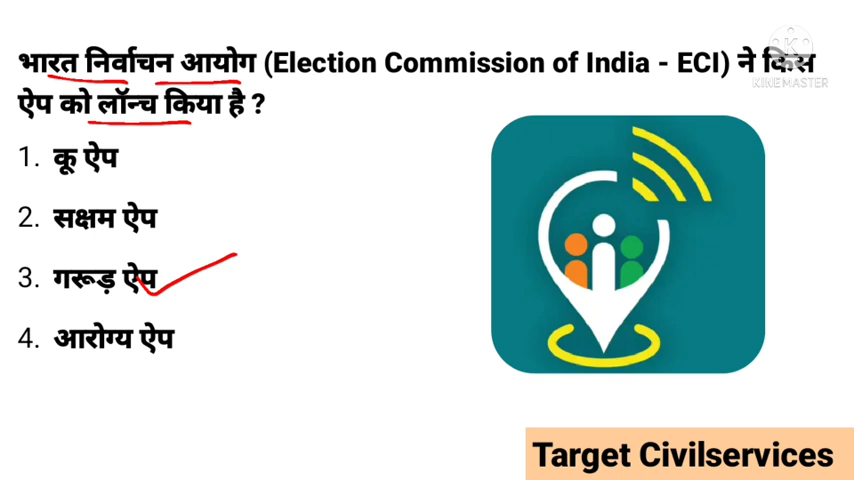 भारत निर्वाचन आयोग (Election Commission of India - ECI) ने किस
ऐप को लॉन्च किया है ?
1. कू ऐप
2. सक्षम ऐप
3. गरूड़ ऐप
4. आरोग्य ऐप
K
KINEMASTER
Target Civilservices